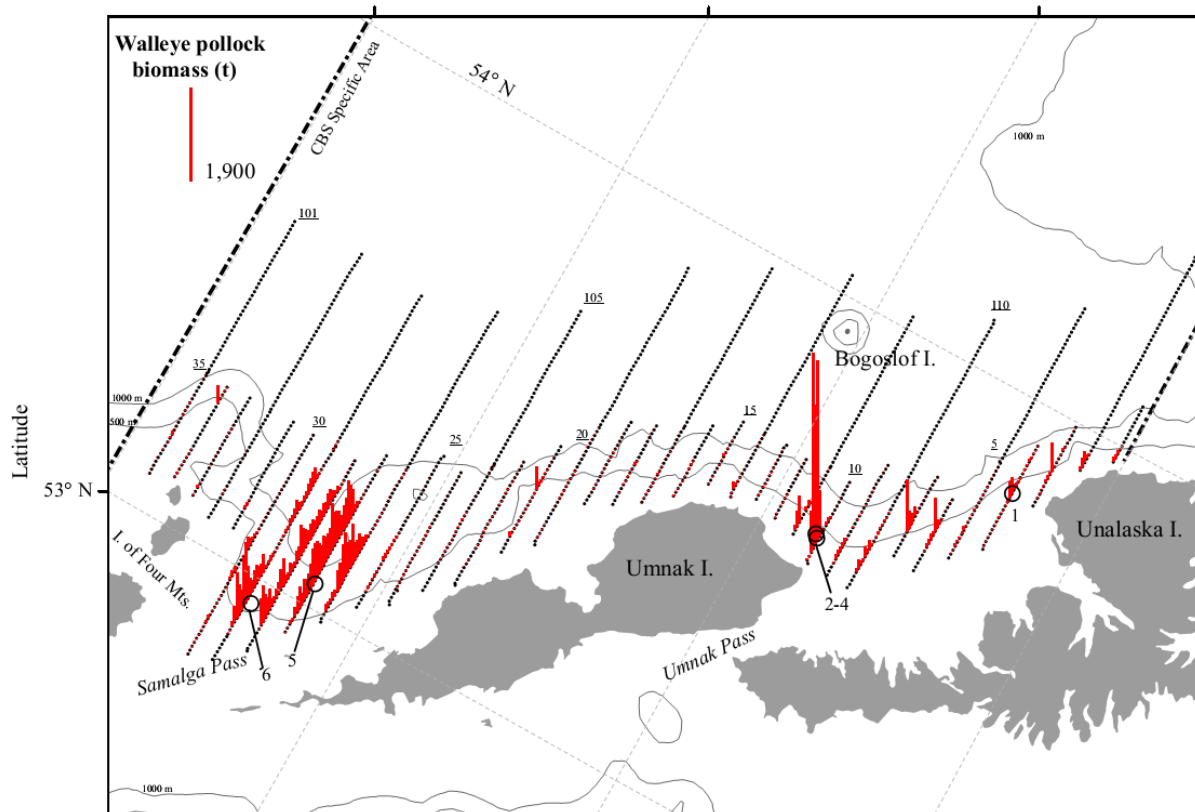 Walleye pollock
biomass (t)
1,900
CBS Specific Area
54° N
1000 m
101
105
110
Bogoslof I.
35
1000 m
500 m
30
25
20
15
10
5
Latitude
53° N
1
Unalaska I.
I. of Four Mts.
Umnak I.
2-4
Umnak Pass
5
6
Samalga Pass
1000 m